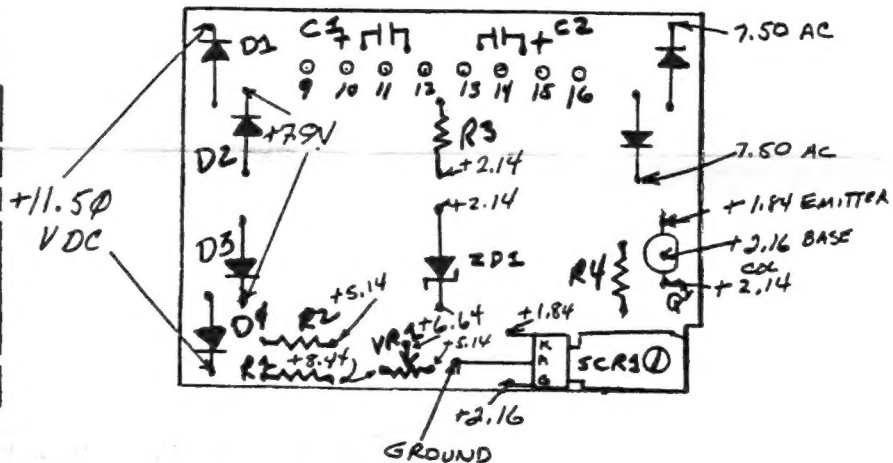 D1
C1
+
+
C2
7.50 AC
9 10 11 12 13 14 15 16
D2
+7.9V
R3
+2.14
7.50 AC
+11.50
VDC
+2.14
+1.84 EMITTER
+2.16 BASE
COL
+2.14
D3
ZD1
R4
Q1
D4
R2
+5.14
+6.64
+1.84
VR1
+5.14
R1
+8.44
K
A
G
SCR1
+2.16
GROUND